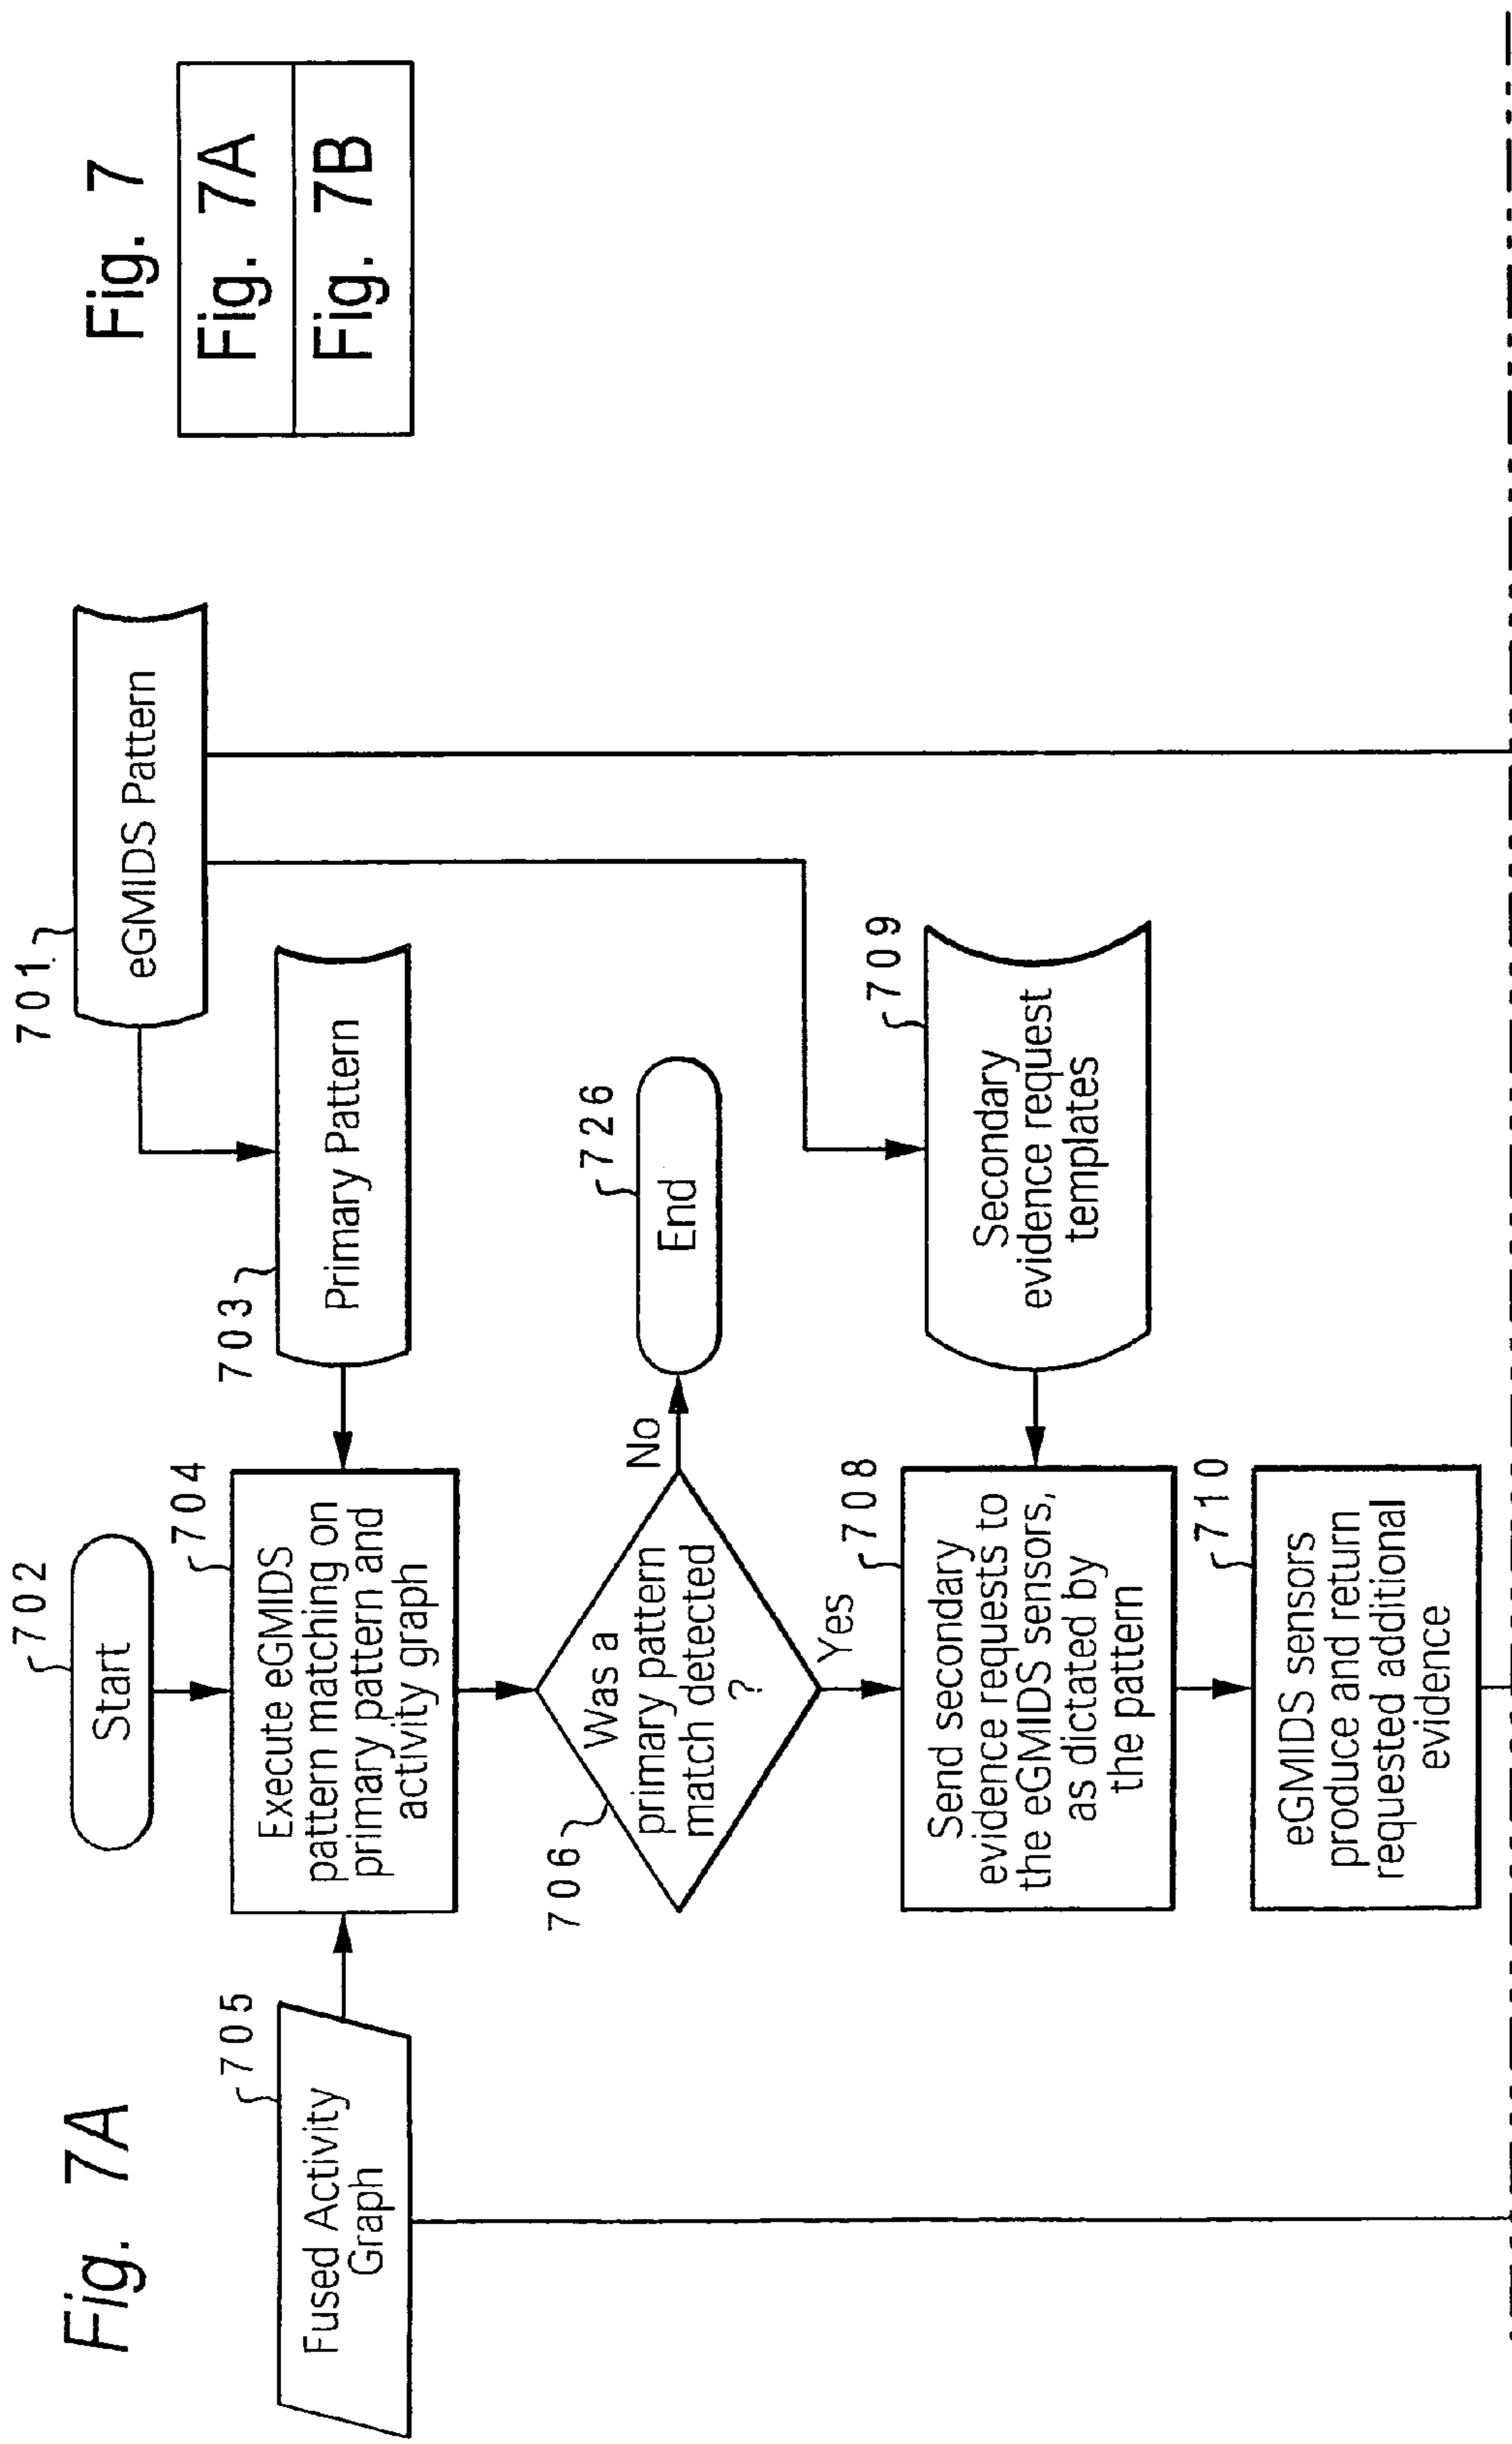 Fig. 7A
Fig. 7
Fig. 7A
Fig. 7B
702
Start
701
eGMIDS Pattern
705
Fused Activity
Graph
704
Execute eGMIDS
pattern matching on
primary pattern and
activity graph
703
Primary Pattern
706
Was a
primary pattern
match detected
?
No
726
End
Yes
708
Send secondary
evidence requests to
the eGMIDS sensors,
as dictated by
the pattern
709
Secondary
evidence request
templates
710
eGMIDS sensors
produce and return
requested additional
evidence